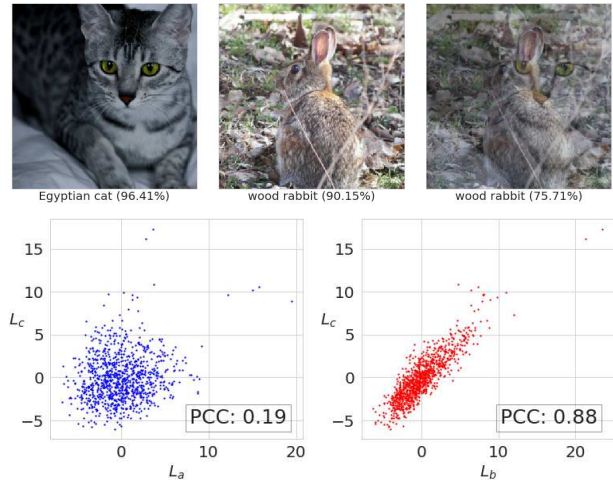 Egyptian cat (96.41%)
wood rabbit (90.15%)
wood rabbit (75.71%)
15
10
L_c
5
0
−5
PCC: 0.19
0
10
20
L_a
15
10
L_c
5
0
−5
PCC: 0.88
0
10
20
L_b